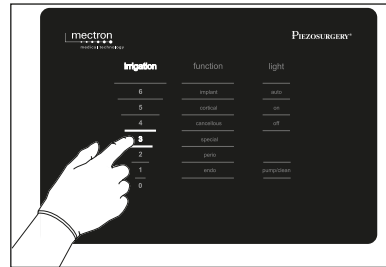 mectron
medical technology
PIEZOSURGERY®
Irrigation function light
6 implant auto
5 cortical on
4 cancellous off
3 special
2 perio
1 endo pump/clean
0